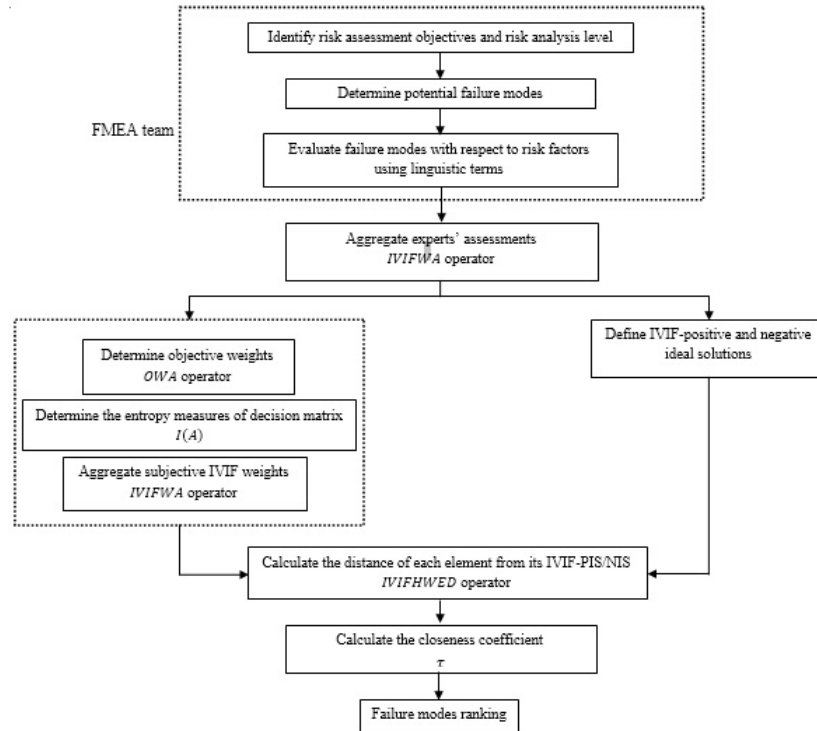 Identify risk assessment objectives and risk analysis level
Determine potential failure modes
FMEA team
Evaluate failure modes with respect to risk factors
using linguistic terms
Aggregate experts’ assessments
IVIFWA operator
Determine objective weights
OWA operator
Determine the entropy measures of decision matrix
I(A)
Aggregate subjective IVIF weights
IVIFWA operator
Define IVIF-positive and negative
ideal solutions
Calculate the distance of each element from its IVIF-PIS/NIS
IVIFHWED operator
Calculate the closeness coefficient
τ
Failure modes ranking